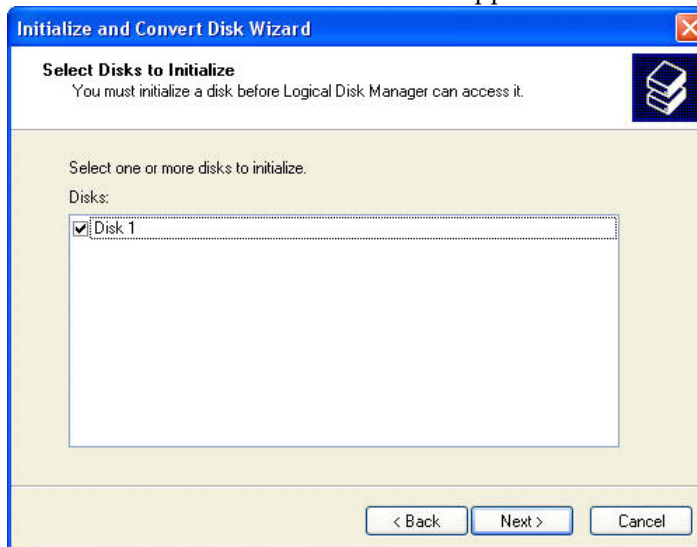 Initialize and Convert Disk Wizard
Select Disks to Initialize
You must initialize a disk before Logical Disk Manager can access it.
Select one or more disks to initialize.
Disks:
Disk 1
< Back Next > Cancel